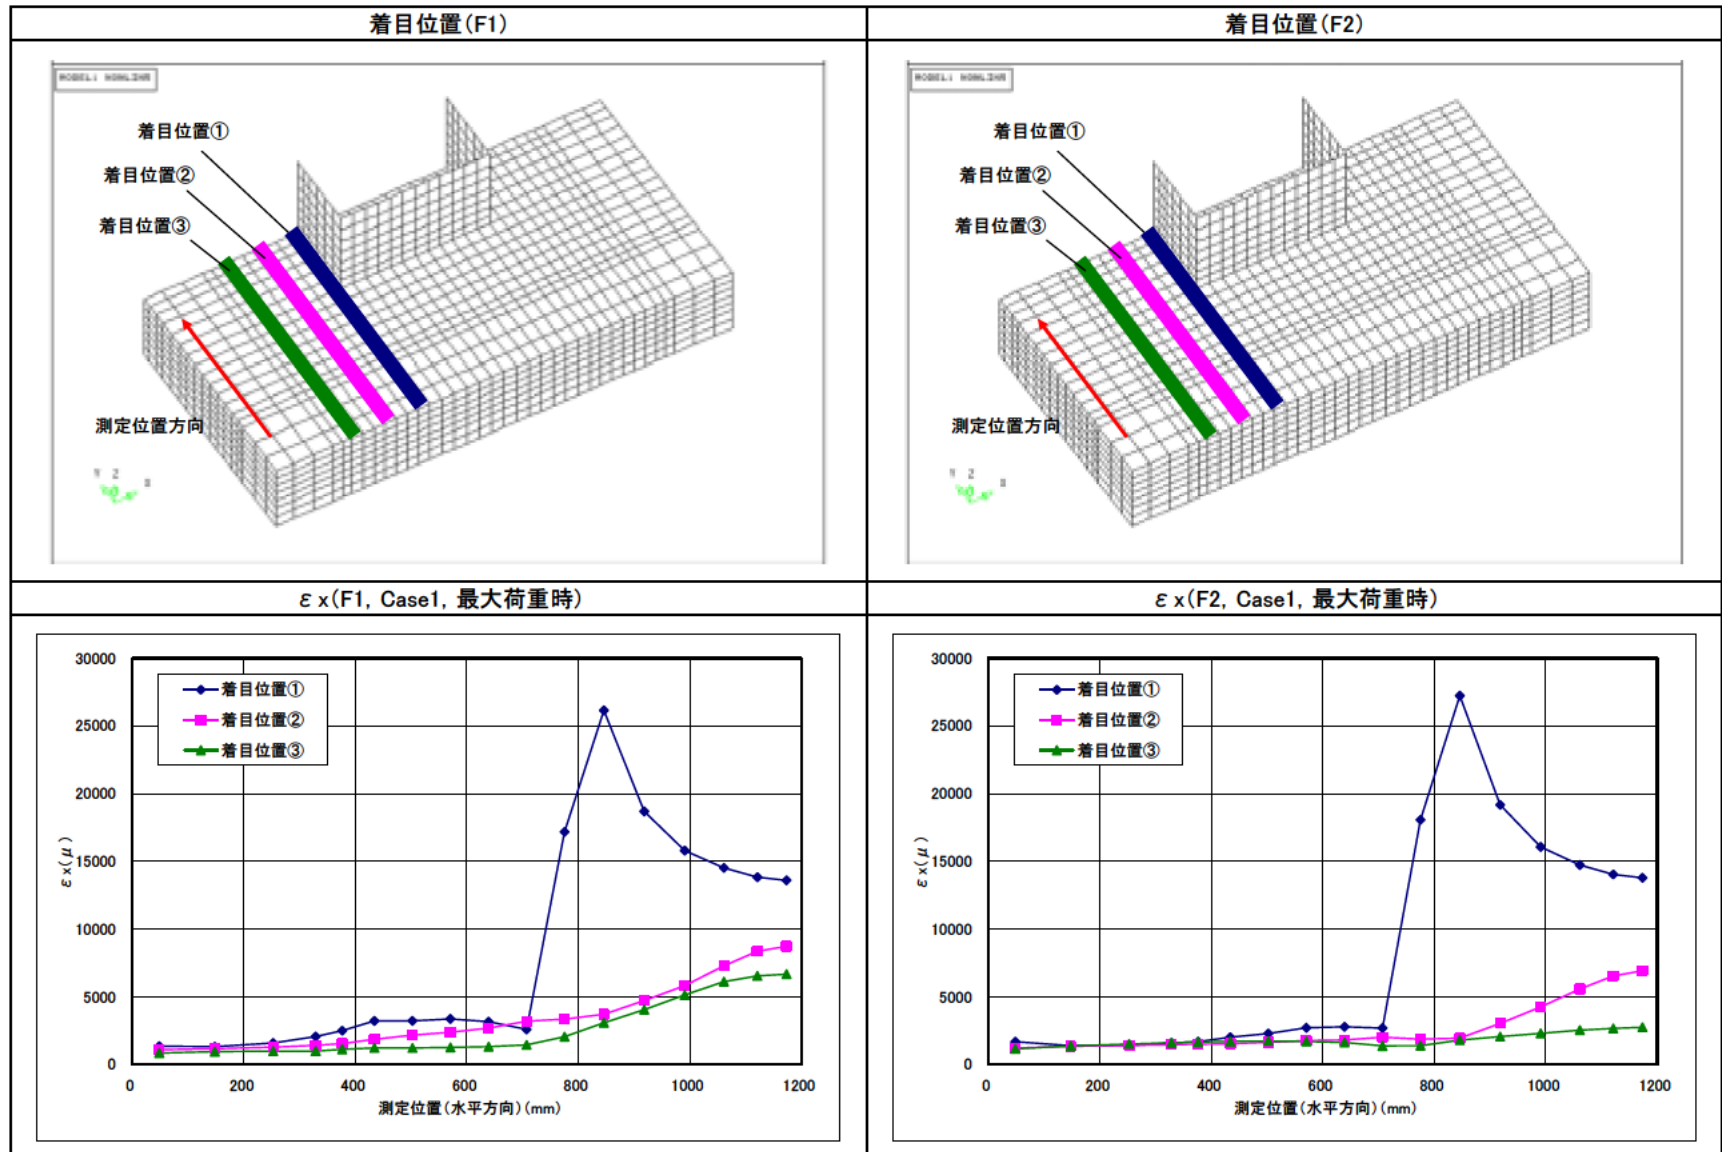 着目位置(F1)
着目位置(F2)
着目位置①
着目位置②
着目位置③
測定位置方向
着目位置①
着目位置②
着目位置③
測定位置方向
εx(F1, Case1, 最大荷重時)
εx(F2, Case1, 最大荷重時)
30000
25000
20000
15000
10000
5000
0
εx(μ)
着目位置①
着目位置②
着目位置③
0 200 400 600 800 1000 1200
測定位置(水平方向)(mm)
30000
25000
20000
15000
10000
5000
0
εx(μ)
着目位置①
着目位置②
着目位置③
0 200 400 600 800 1000 1200
測定位置(水平方向)(mm)